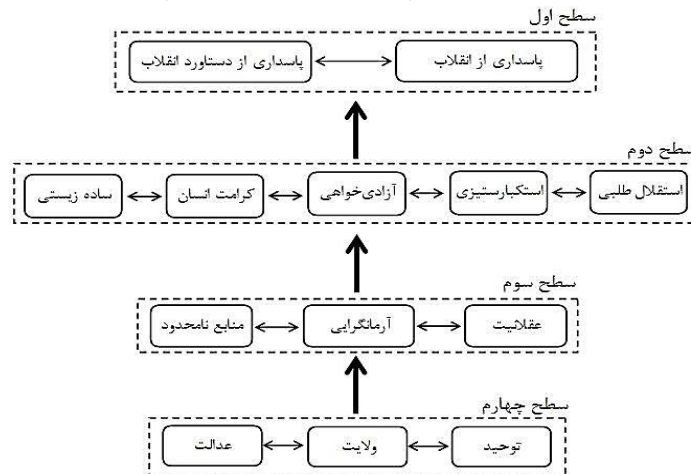 سطح اول
پاسداری از انقلاب
پاسداری از دستاورد انقلاب
سطح دوم
استقلال طلبی
استکبارستیزی
آزادی‌خواهی
کرامت انسان
ساده زیستی
سطح سوم
عقلانیت
آرمانگرایی
منابع نامحدود
سطح چهارم
توحید
ولایت
عدالت